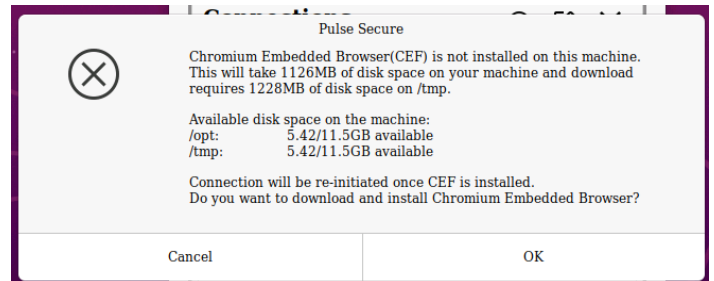 Connections
Pulse Secure
Chromium Embedded Browser(CEF) is not installed on this machine.
This will take 1126MB of disk space on your machine and download
requires 1228MB of disk space on /tmp.
Available disk space on the machine:
/opt: 5.42/11.5GB available
/tmp: 5.42/11.5GB available
Connection will be re-initiated once CEF is installed.
Do you want to download and install Chromium Embedded Browser?
Cancel OK